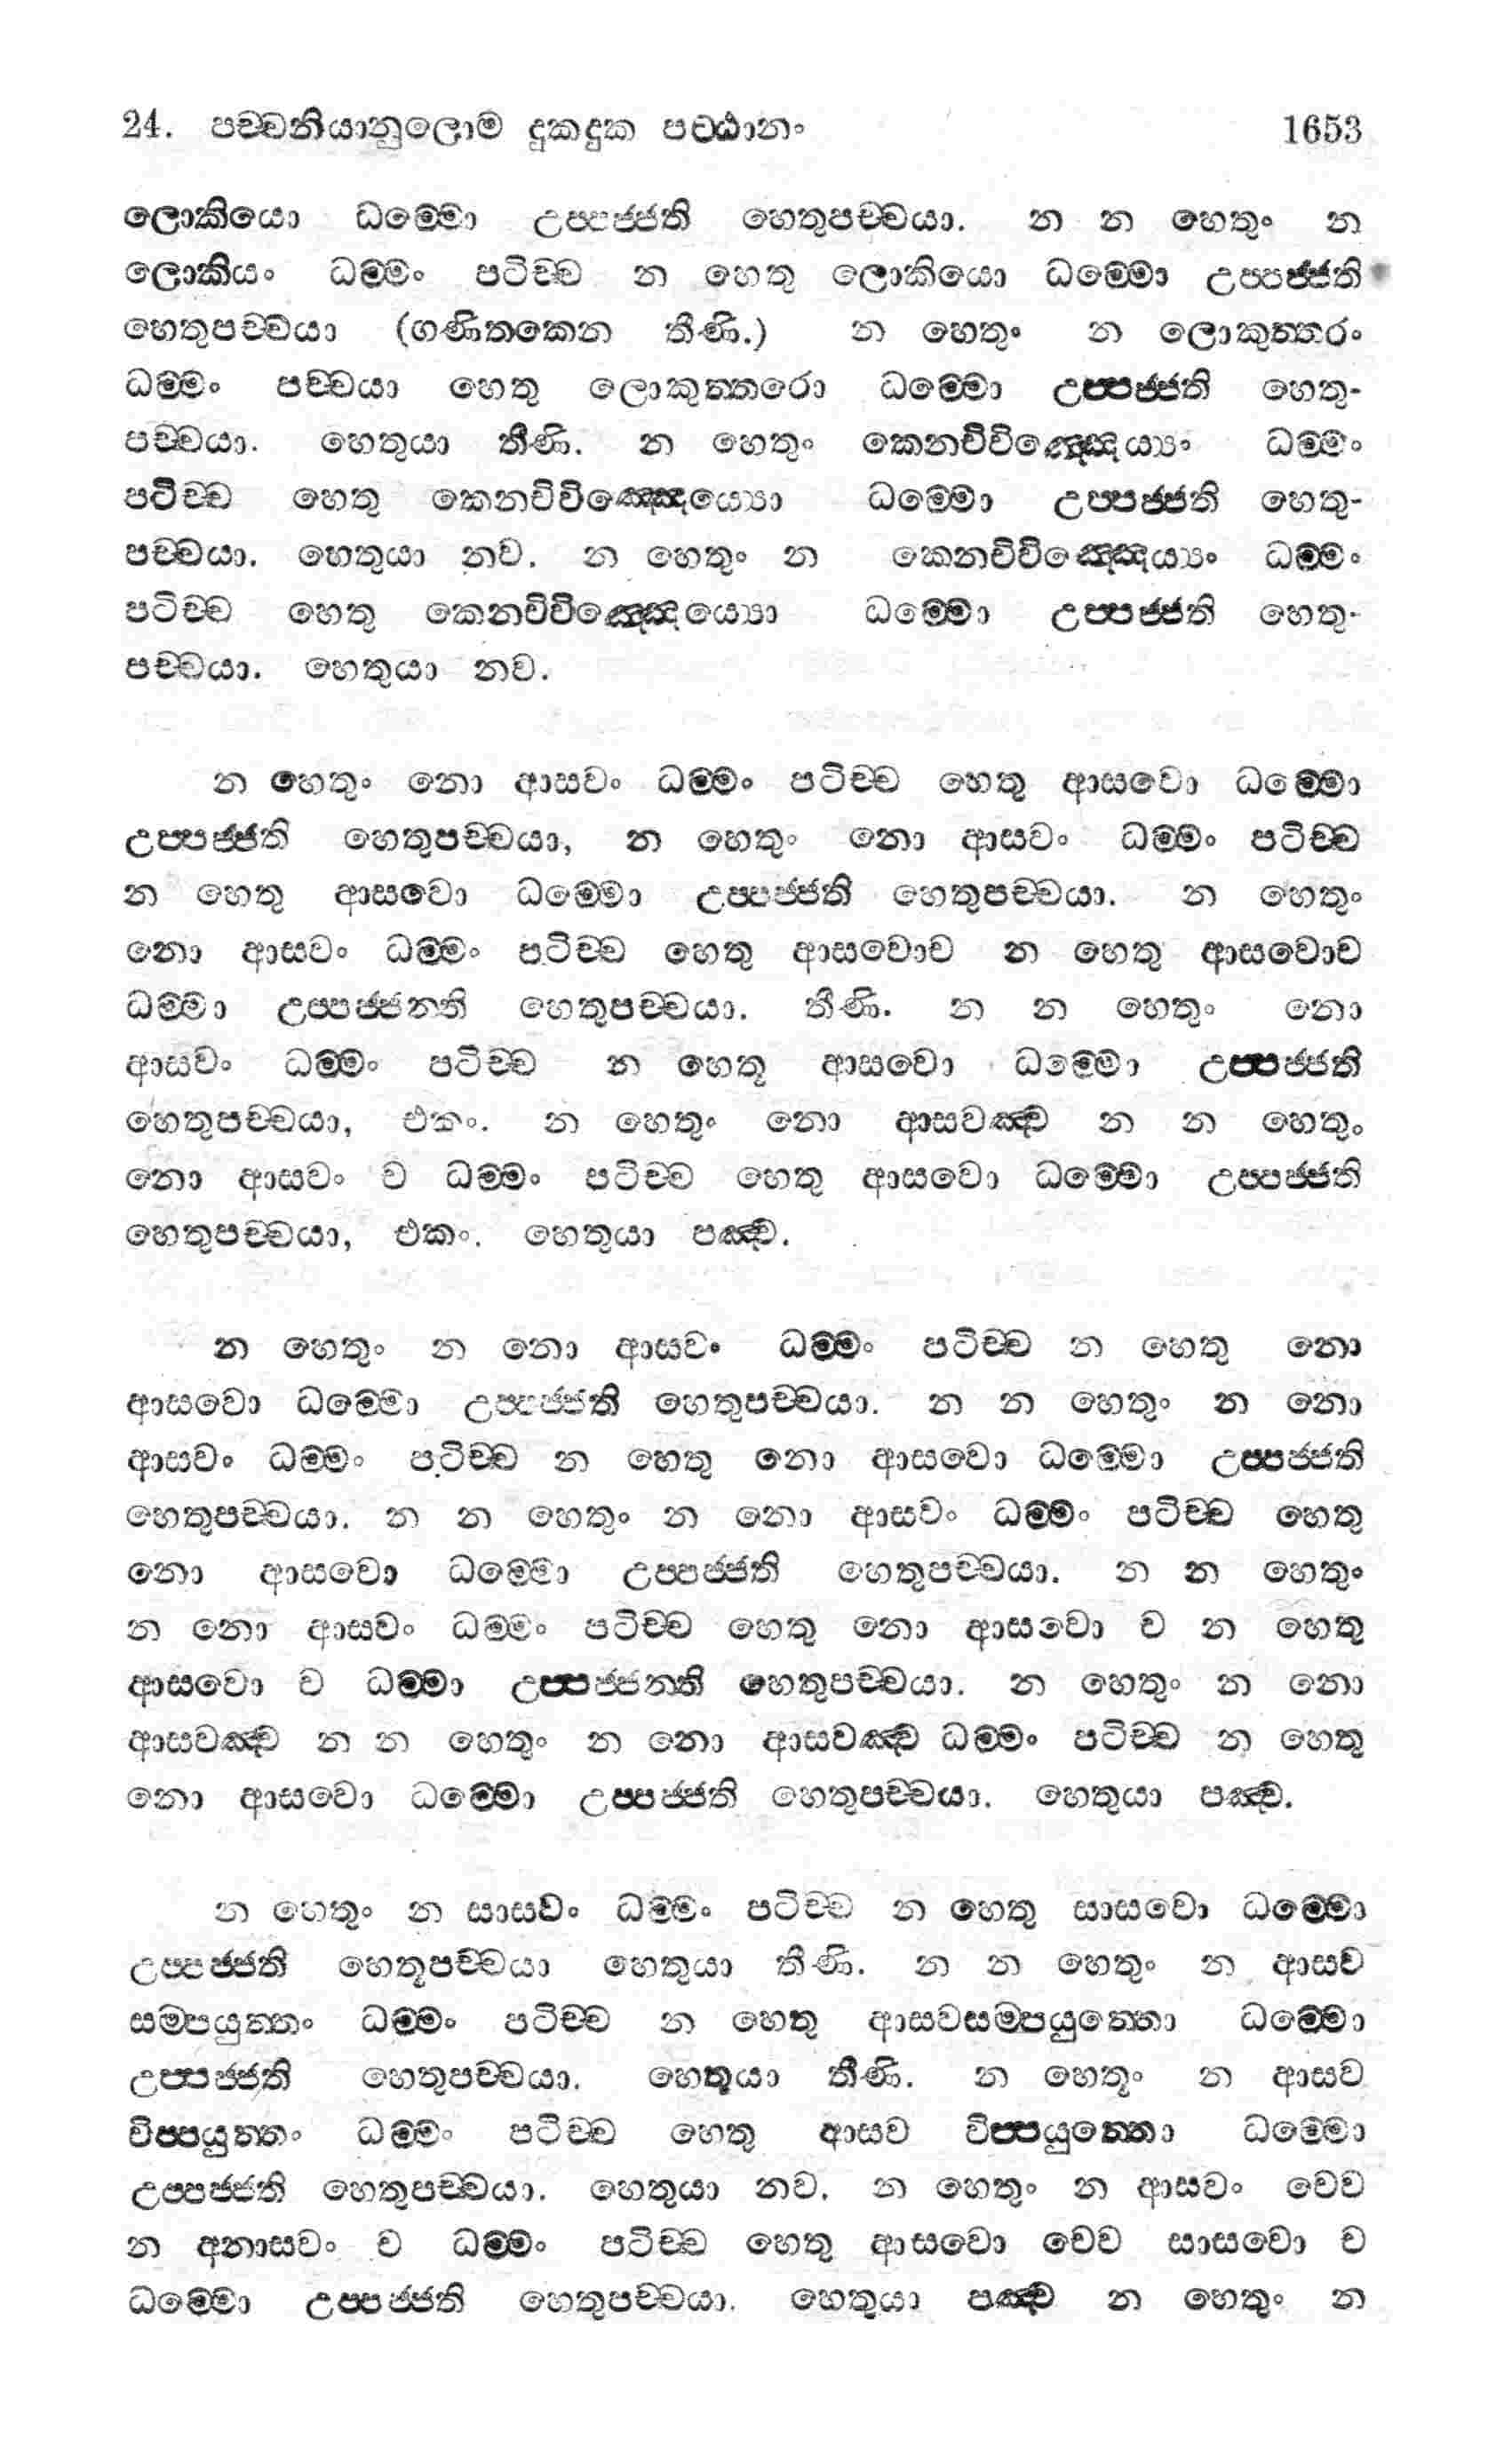 24. පච්චනියානුලොම දුකදුක පට්ඨානං 1653
ලොකියො ධම්මො උප්පජ්ජති හෙතුපච්චයා. න න හෙතුං න
ලොකියං ධම්මං පටිච්ච න හෙතු ලොකියො ධම්මො උප්පජ්ජති
හෙතුපච්චයා (ගණිතකෙන තීණි.) න හෙතුං න ලොකුත්තරං
ධම්මං පච්චයා හෙතු ලොකුත්තරො ධම්මො උප්පජ්ජති හෙතු-
පච්චයා. හෙතුයා තීණි. න හෙතුං කෙනචිවිඤ්ඤෙය්‍යං ධම්මං
පටිච්ච හෙතු කෙනචිවිඤ්ඤෙය්‍යො ධම්මො උප්පජ්ජති හෙතු-
පච්චයා. හෙතුයා නව. න හෙතුං න කෙනචිවිඤ්ඤෙය්‍යං ධම්මං
පටිච්ච හෙතු කෙනචිවිඤ්ඤෙය්‍යො ධම්මො උප්පජ්ජති හෙතු-
පච්චයා. හෙතුයා නව.
න හෙතුං නො ආසවං ධම්මං පටිච්ච හෙතු ආසවො ධම්මො
උප්පජ්ජති හෙතුපච්චයා, න හෙතුං නො ආසවං ධම්මං පටිච්ච
න හෙතු ආසවො ධම්මො උප්පජ්ජති හෙතුපච්චයා. න හෙතුං
නො ආසවං ධම්මං පටිච්ච හෙතු ආසවොච න හෙතු ආසවොච
ධම්මා උප්පජ්ජන්ති හෙතුපච්චයා. තීණි. න න හෙතුං නො
ආසවං ධම්මං පටිච්ච න හෙතූ ආසවො ධම්මො උප්පජ්ජති
හෙතුපච්චයා, එකං. න හෙතුං නො ආසවඤ්ච න න හෙතුං
නො ආසවං ච ධම්මං පටිච්ච හෙතු ආසවො ධම්මො උප්පජ්ජති
හෙතුපච්චයා, එකං. හෙතුයා පඤ්ච.
න හෙතුං න නො ආසවං ධම්මං පටිච්ච න හෙතු නො
ආසවො ධම්මො උප්පජ්ජති හෙතුපච්චයා. න න හෙතුං න නො
ආසවං ධම්මං පටිච්ච න හෙතු නො ආසවො ධම්මො උප්පජ්ජති
හෙතුපච්චයා. න න හෙතුං න නො ආසවං ධම්මං පටිච්ච හෙතු
නො ආසවො ධම්මො උප්පජ්ජති හෙතුපච්චයා. න න හෙතුං
න නො ආසවං ධම්මං පටිච්ච හෙතු නො ආසවො ච න හෙතු
ආසවො ච ධම්මා උප්පජ්ජන්ති හෙතුපච්චයා. න හෙතුං න නො
ආසවඤ්ච න න හෙතුං න නො ආසවඤ්ච ධම්මං පටිච්ච න හෙතු
නො ආසවො ධම්මො උප්පජ්ජති හෙතුපච්චයා. හෙතුයා පඤ්ච.
න හෙතුං න සාසවං ධම්මං පටිච්ච න හෙතු සාසවො ධම්මො
උප්පජ්ජති හෙතූපච්චයා හෙතුයා තීණි. න න හෙතුං න ආසව
සම්පයුත්තං ධම්මං පටිච්ච න හෙතු ආසවසම්පයුත්තො ධම්මො
උප්පජ්ජති හෙතුපච්චයා. හෙතූයා තීණි. න හෙතූං න ආසව
විප්පයුත්තං ධම්මං පටිච්ච හෙතු ආසව විප්පයුත්තො ධම්මො
උප්පජ්ජති හෙතුපච්චයා. හෙතුයා නව. න හෙතුං න ආසවං චෙව
න අනාසවං ච ධම්මං පටිච්ච හෙතු ආසවො චෙව සාසවො ච
ධම්මො උප්පජ්ජති හෙතුපච්චයා. හෙතුයා පඤ්ච න හෙතුං න